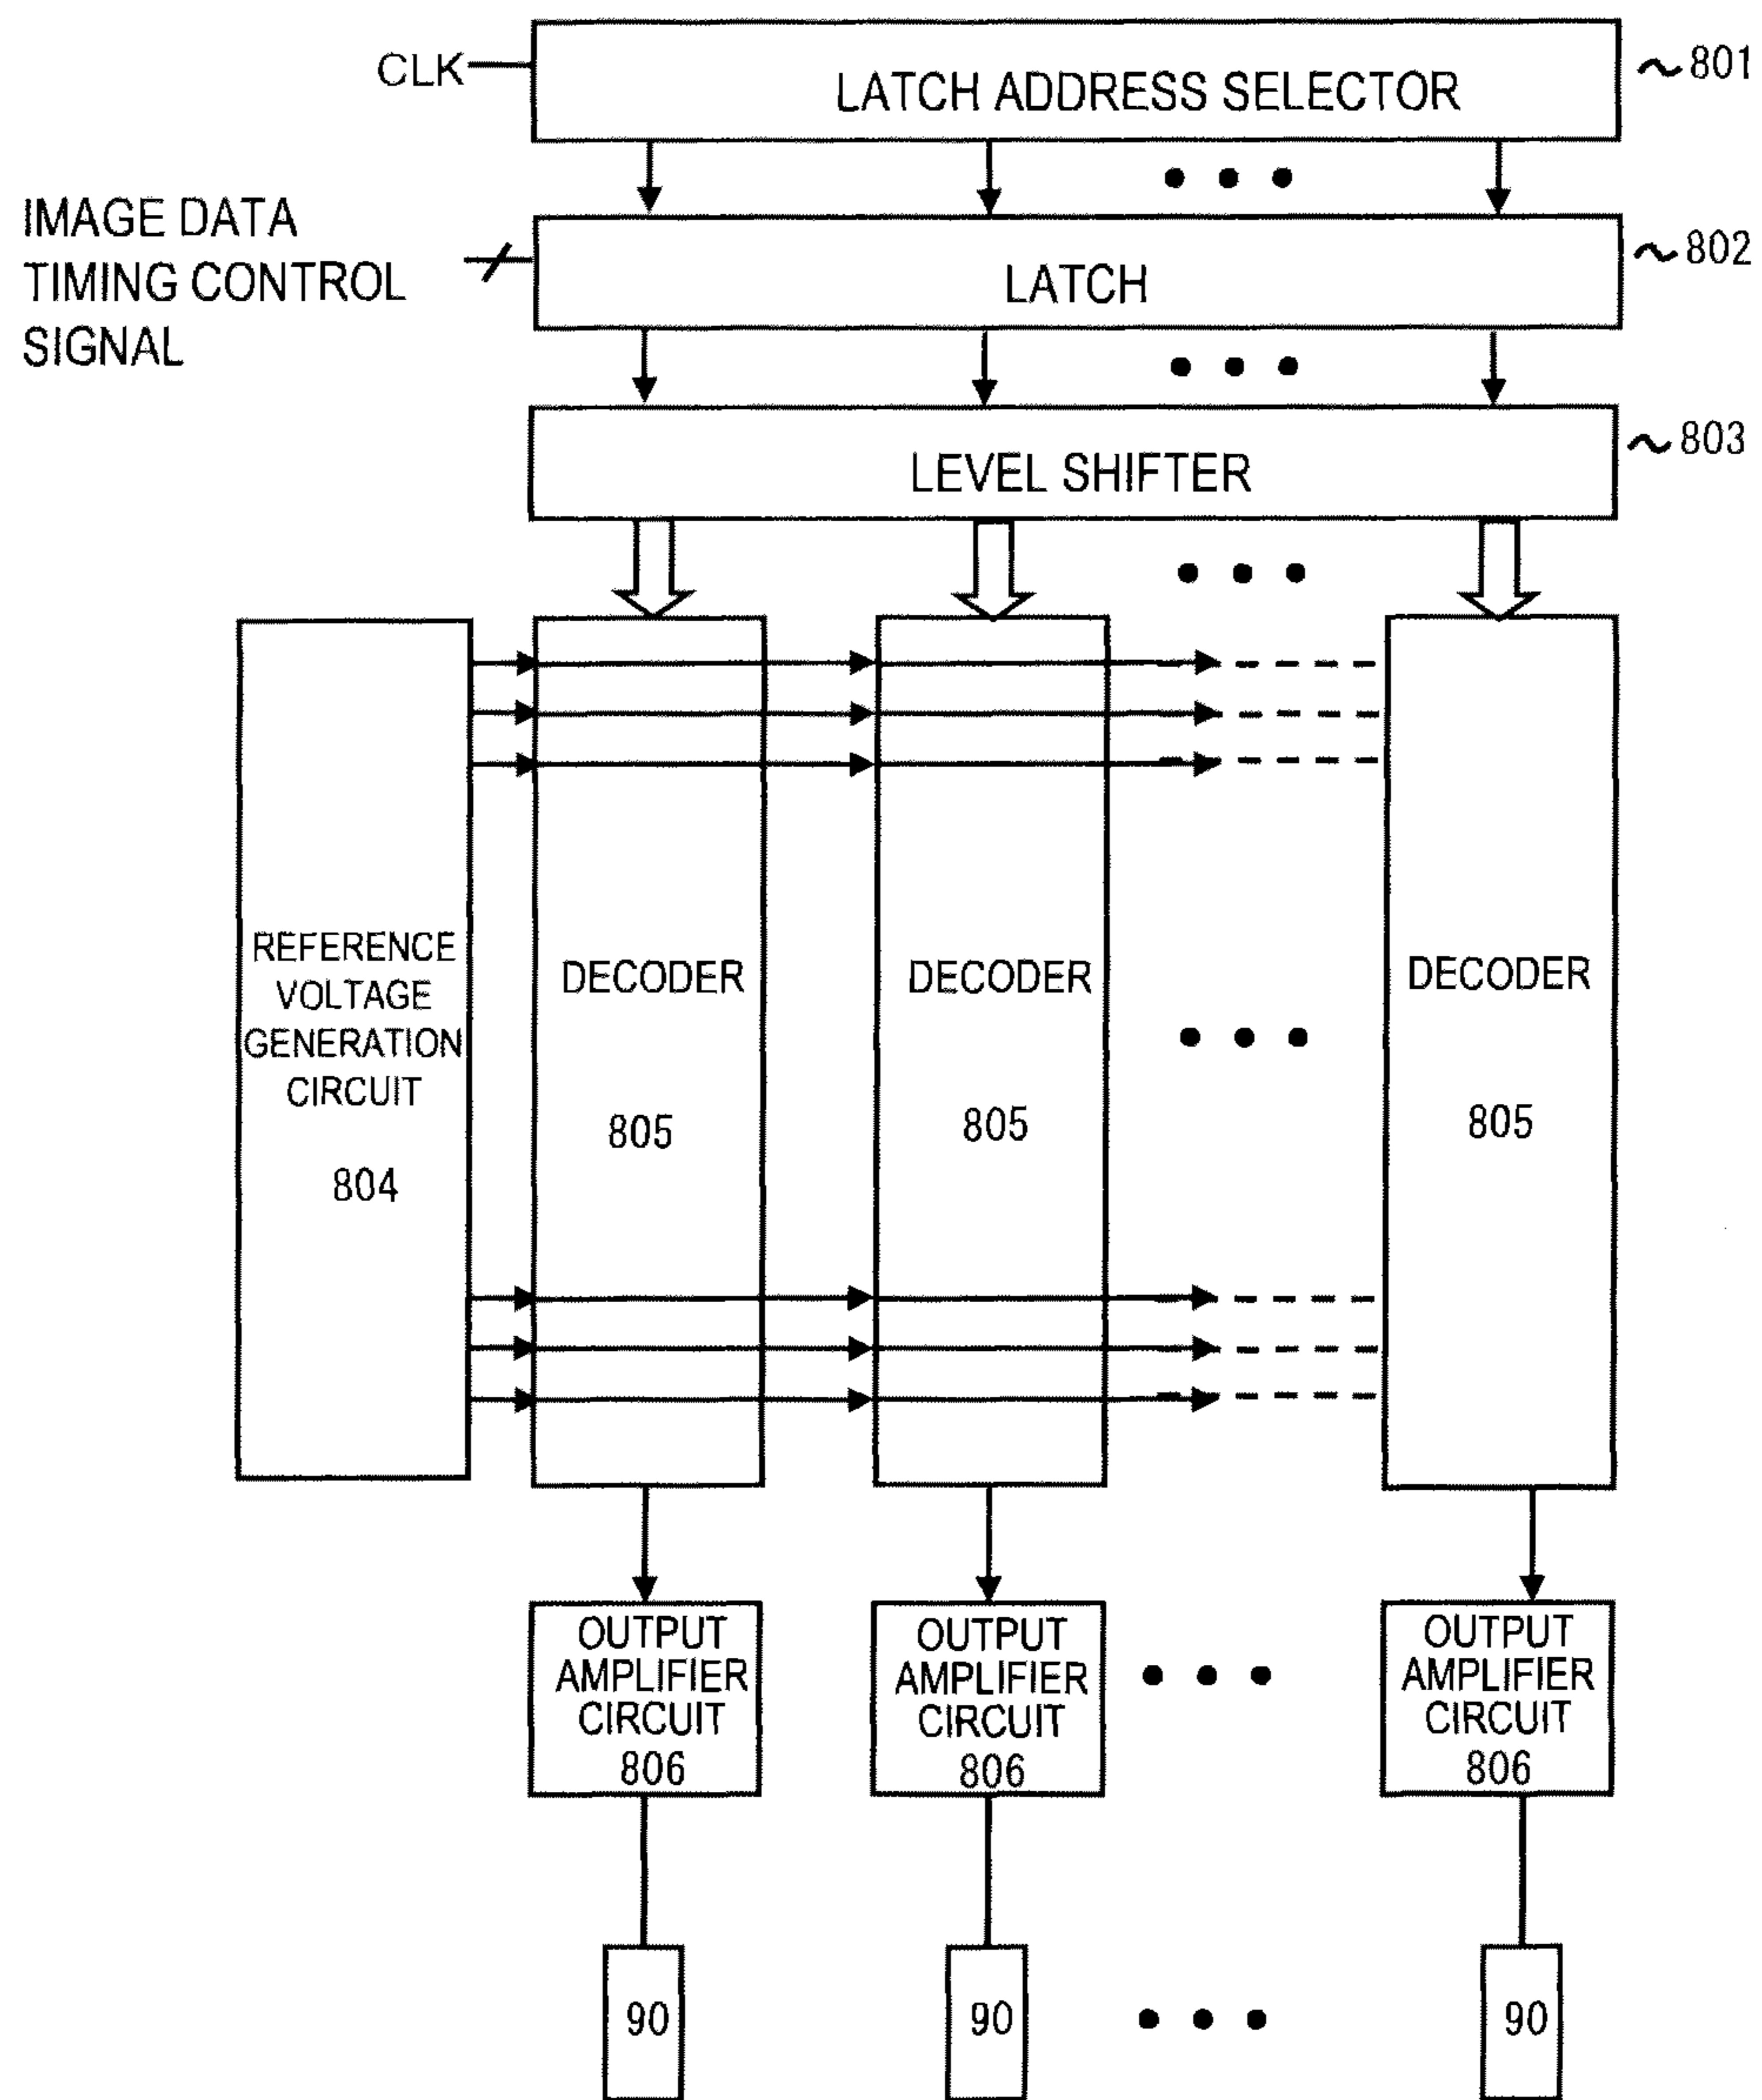 CLK
LATCH ADDRESS SELECTOR
801
IMAGE DATA
TIMING CONTROL
SIGNAL
LATCH
802
LEVEL SHIFTER
803
REFERENCE
VOLTAGE
GENERATION
CIRCUIT
804
DECODER
805
DECODER
805
DECODER
805
OUTPUT
AMPLIFIER
CIRCUIT
806
OUTPUT
AMPLIFIER
CIRCUIT
806
OUTPUT
AMPLIFIER
CIRCUIT
806
90
90
90